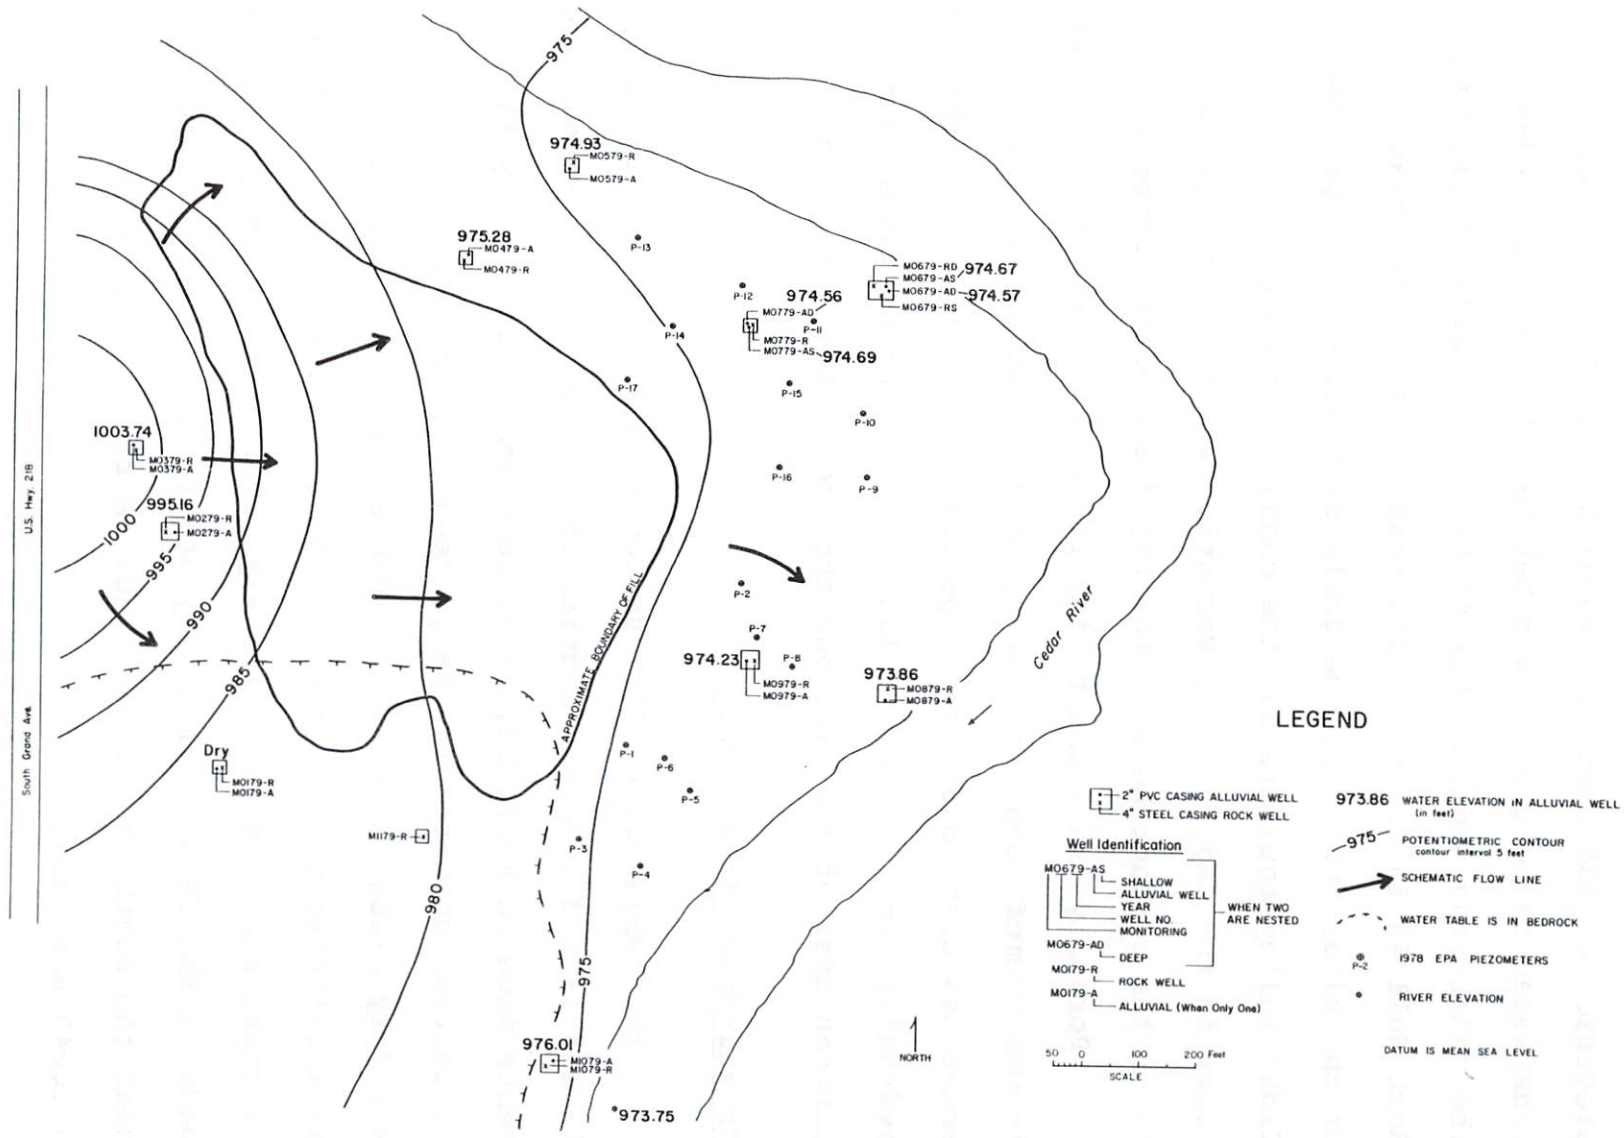 975
974.93
M0579-R
M0579-A
975.28
M0479-A
M0479-R
P-13
P-12
974.56
M0779-AD
P-11
M0779-R
M0779-AS
974.69
M0679-RD
M0679-AS
974.67
M0679-AD
974.57
M0679-RS
P-14
P-17
P-15
P-10
P-16
P-9
1003.74
M0379-R
M0379-A
995.16
M0279-R
M0279-A
1000
995
990
985
U.S. Hwy. 218
South Grand Ave.
APPROXIMATE BOUNDARY OF FILL
P-2
P-7
974.23
P-8
M0979-R
M0979-A
973.86
M0879-R
M0879-A
Cedar River
Dry
M0179-R
M0179-A
M1179-R
P-1
P-6
P-5
P-3
P-4
980
975
976.01
M1079-A
M1079-R
973.75
NORTH
LEGEND
2" PVC CASING ALLUVIAL WELL
4" STEEL CASING ROCK WELL
Well Identification
M0679-AS
SHALLOW
ALLUVIAL WELL
YEAR
WELL NO.
MONITORING
M0679-AD
DEEP
WHEN TWO
ARE NESTED
M0179-R
ROCK WELL
M0179-A
ALLUVIAL (When Only One)
50 0 100 200 Feet
SCALE
973.86 WATER ELEVATION IN ALLUVIAL WELL
(in feet)
975 POTENTIOMETRIC CONTOUR
contour interval 5 feet
SCHEMATIC FLOW LINE
WATER TABLE IS IN BEDROCK
P-2 1978 EPA PIEZOMETERS
RIVER ELEVATION
DATUM IS MEAN SEA LEVEL